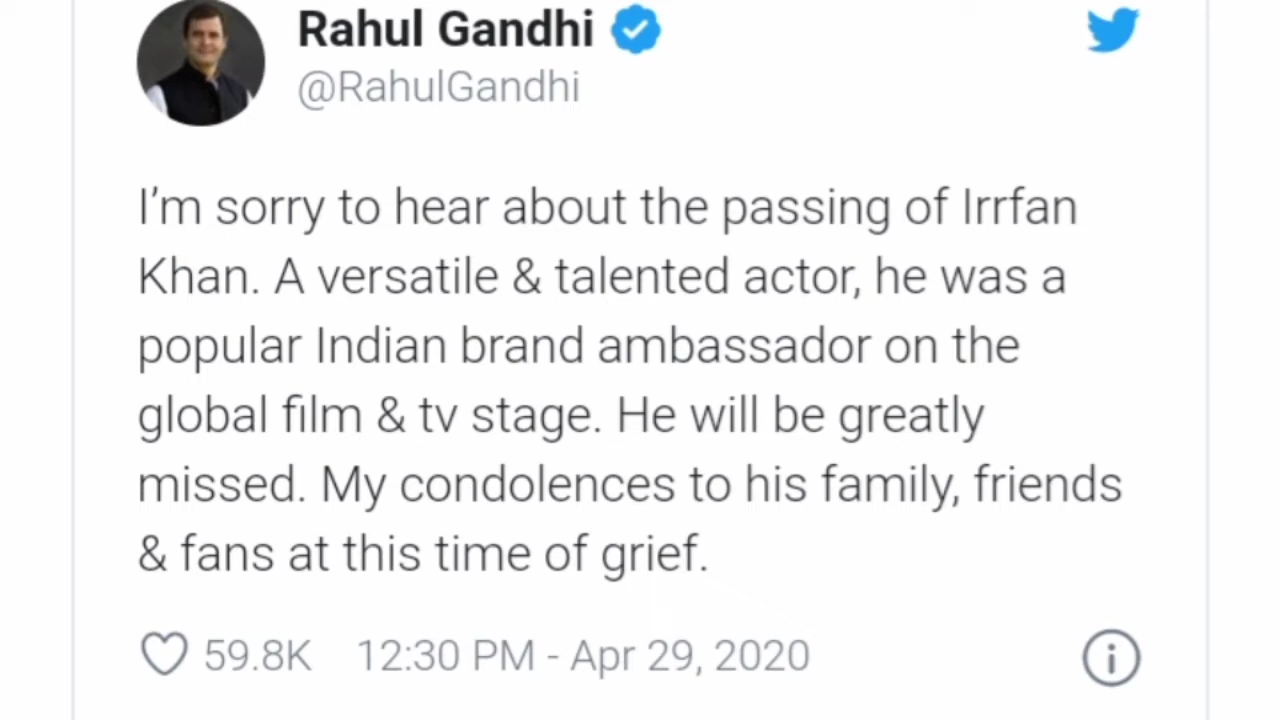 Rahul Gandhi
@RahulGandhi
I'm sorry to hear about the passing of Irrfan
Khan. A versatile & talented actor, he was a
popular Indian brand ambassador on the
global film & tv stage. He will be greatly
missed. My condolences to his family, friends
& fans at this time of grief.
59.8K 12:30 PM - Apr 29, 2020